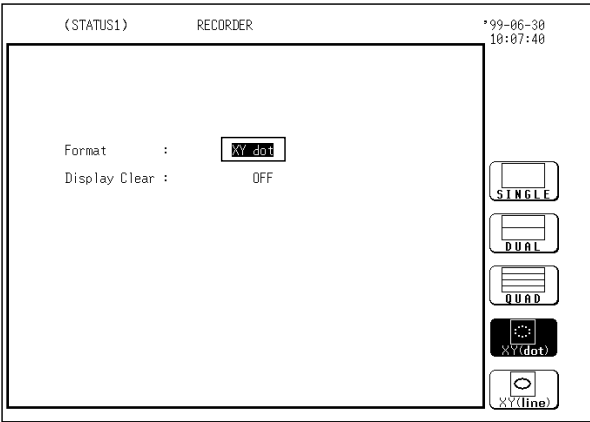 (STATUS1) RECORDER '99-06-30
10:07:40
Format : XY dot
Display Clear : OFF
SINGLE
DUAL
QUAD
XY(dot)
XY(line)